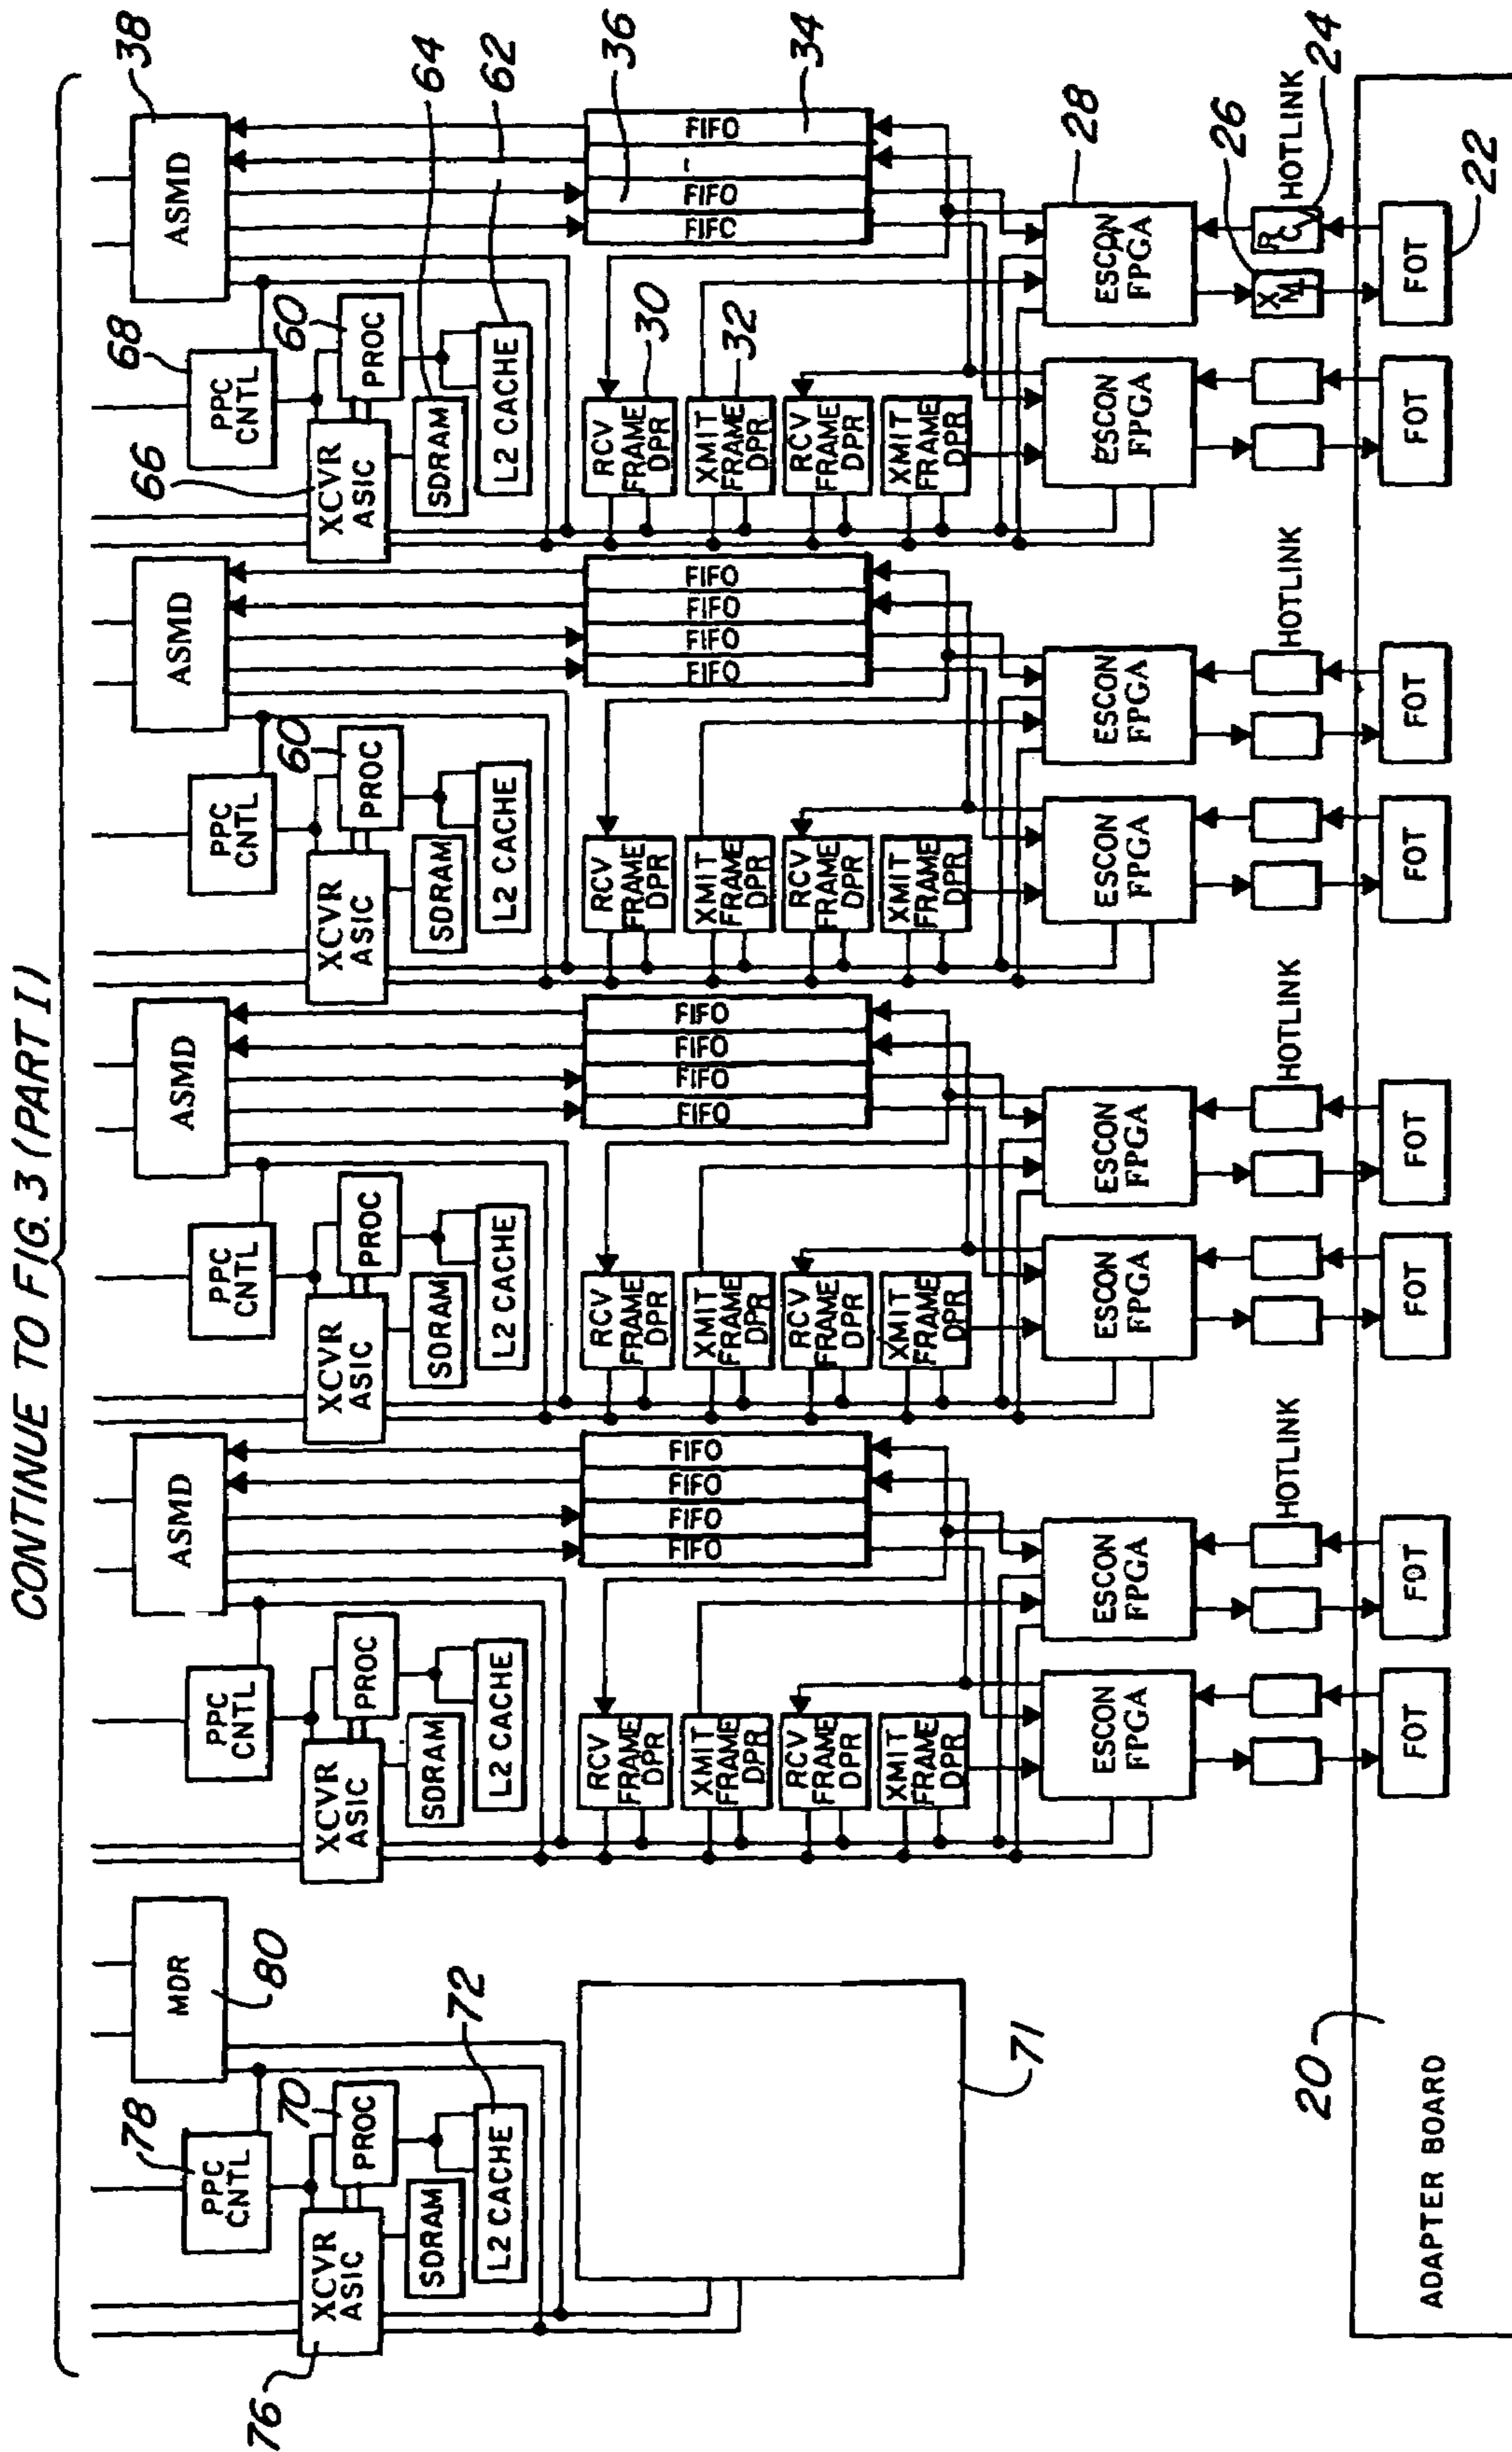 CONTINUE TO FIG. 3 (PART I)
78
MDR
80
ASMD
ASMD
ASMD
68
ASMD
38
76
PPC
CNTL
70
PPC
CNTL
PPC
CNTL
PPC
CNTL
60
66
PPC
CNTL
60
XCVR
ASIC
PROC
XCVR
ASIC
PROC
XCVR
ASIC
PROC
XCVR
ASIC
PROC
XCVR
ASIC
PROC
64
SDRAM
72
SDRAM
SDRAM
SDRAM
SDRAM
62
L2 CACHE
L2 CACHE
L2 CACHE
L2 CACHE
L2 CACHE
36
RCV
FRAME
DPR
RCV
FRAME
DPR
RCV
FRAME
DPR
RCV
FRAME
DPR
30
XMIT
FRAME
DPR
FIFO
FIFO
FIFO
FIFO
XMIT
FRAME
DPR
FIFO
FIFO
FIFO
FIFO
XMIT
FRAME
DPR
FIFO
FIFO
FIFO
FIFO
XMIT
FRAME
DPR
32
FIFC
FIFO
FIFO
34
RCV
FRAME
DPR
RCV
FRAME
DPR
RCV
FRAME
DPR
RCV
FRAME
DPR
XMIT
FRAME
DPR
XMIT
FRAME
DPR
XMIT
FRAME
DPR
XMIT
FRAME
DPR
71
28
ESCON
FPGA
ESCON
FPGA
ESCON
FPGA
ESCON
FPGA
ESCON
FPGA
ESCON
FPGA
ESCON
FPGA
ESCON
FPGA
26
HOTLINK
HOTLINK
HOTLINK
XMT
RCV
HOTLINK
24
20
ADAPTER BOARD
FOT
FOT
FOT
FOT
FOT
FOT
FOT
FOT
22